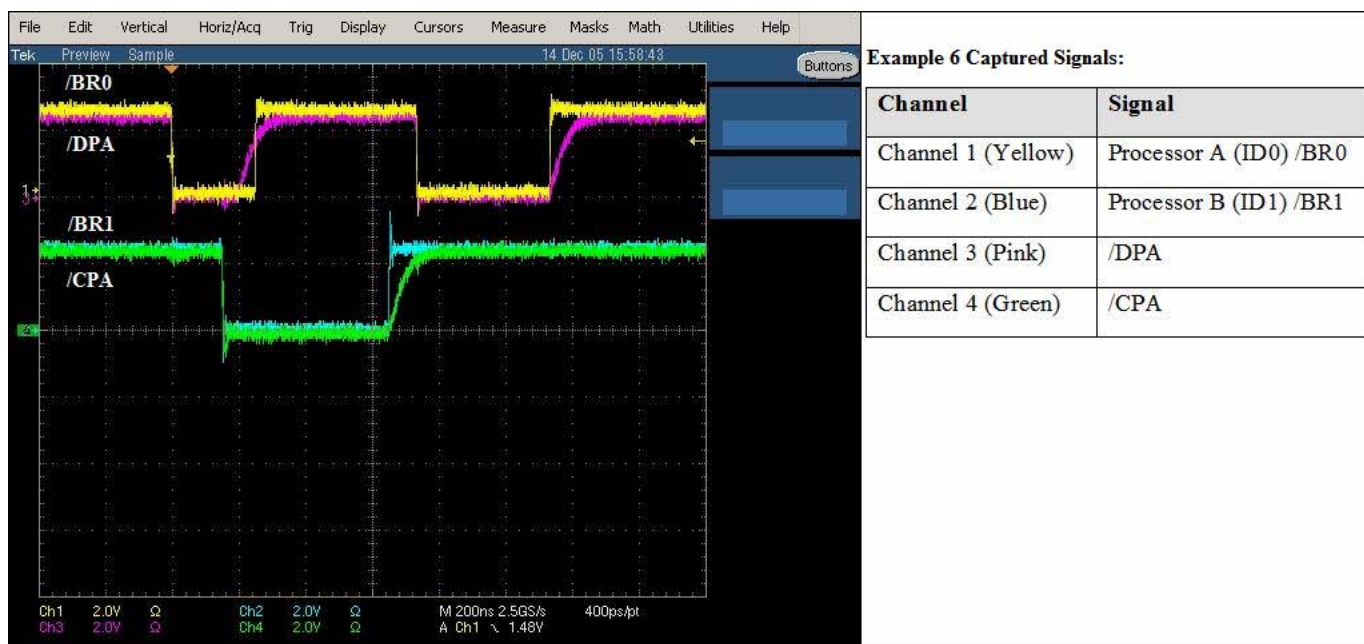 File Edit Vertical Horiz/Acq Trig Display Cursors Measure Masks Math Utilities Help
Tek Preview Sample 14 Dec 05 15:58:43
Buttons
/BR0
/DPA
1
3
/BR1
/CPA
4
Ch1 2.0V Ω Ch2 2.0V Ω M 200ns 2.5GS/s 400ps/pt
Ch3 2.0V Ω Ch4 2.0V Ω A Ch1 \ 1.48V
Example 6 Captured Signals:
Channel Signal
Channel 1 (Yellow) Processor A (ID0) /BR0
Channel 2 (Blue) Processor B (ID1) /BR1
Channel 3 (Pink) /DPA
Channel 4 (Green) /CPA